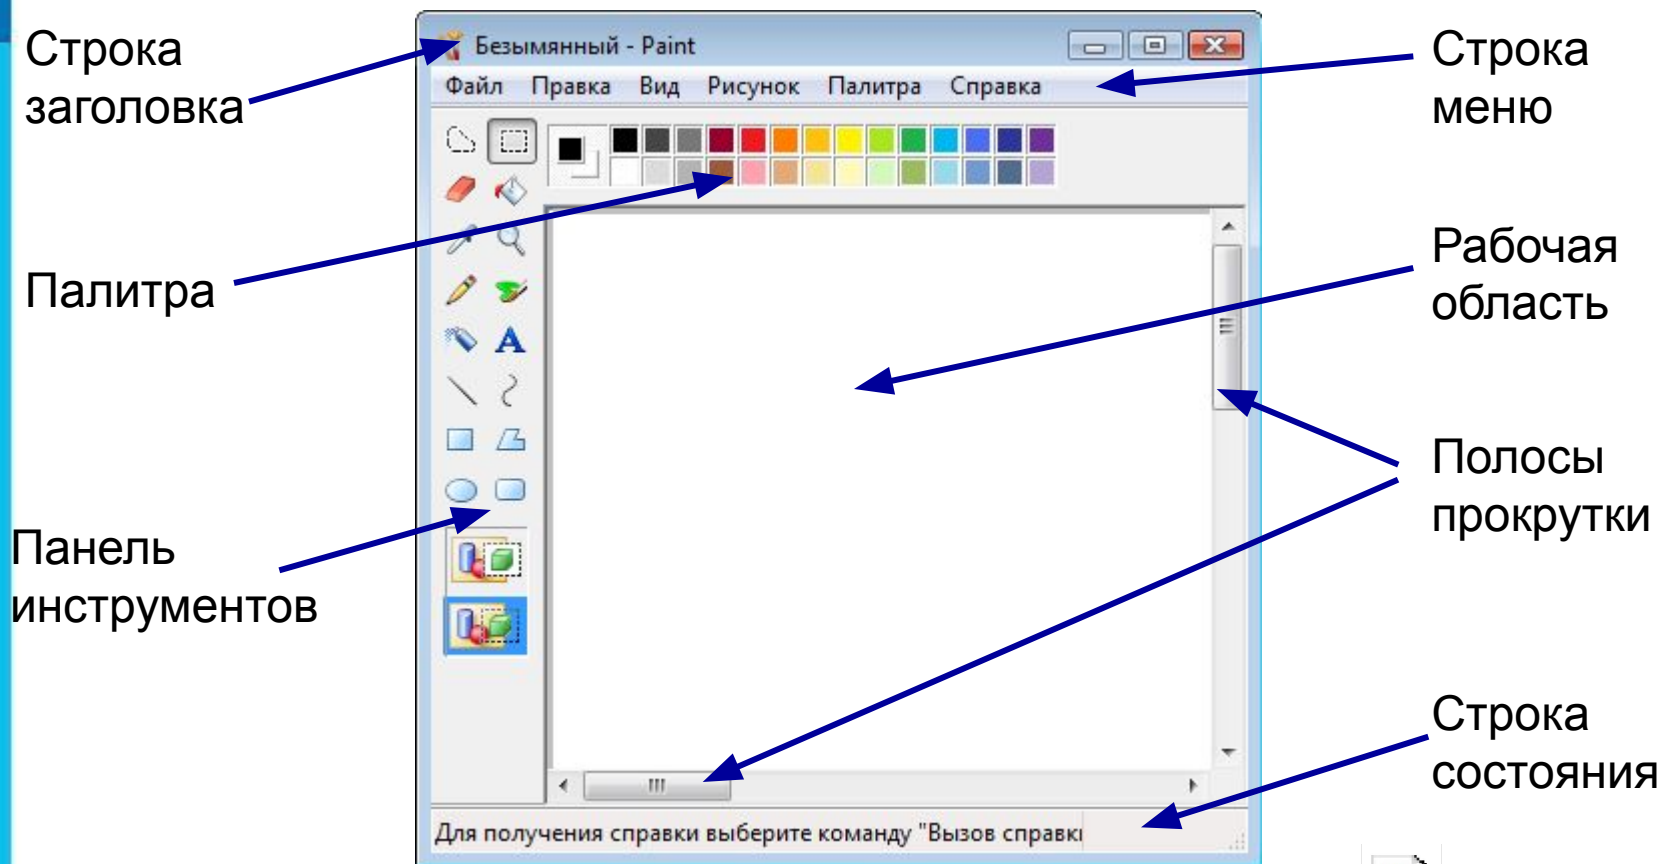 Строка
заголовка
Безымянный - Paint
Строка
меню
Файл Правка Вид Рисунок Палитра Справка
Палитра
Рабочая
область
A
Полосы
прокрутки
Панель
инструментов
Строка
состояния
Для получения справки выберите команду "Вызов справк